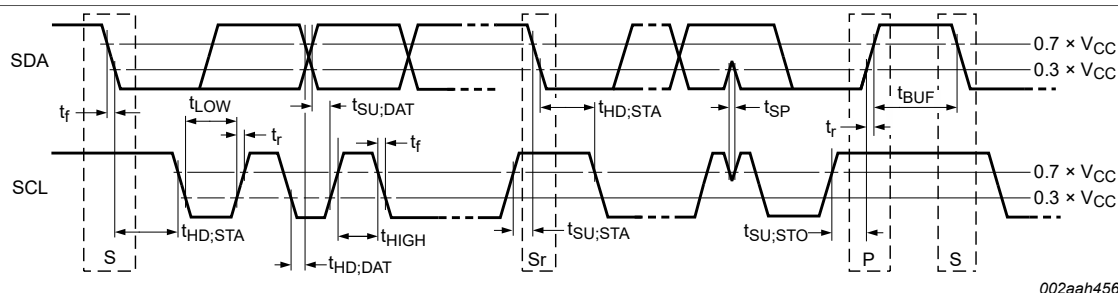 SDA
0.7 × VCC
0.3 × VCC
tf
tLOW
tr
tSU;DAT
tf
tHD;STA
tSP
tBUF
tr
SCL
0.7 × VCC
0.3 × VCC
tHD;STA
tHD;DAT
tHIGH
tSU;STA
tSU;STO
S
Sr
P
S
002aah456